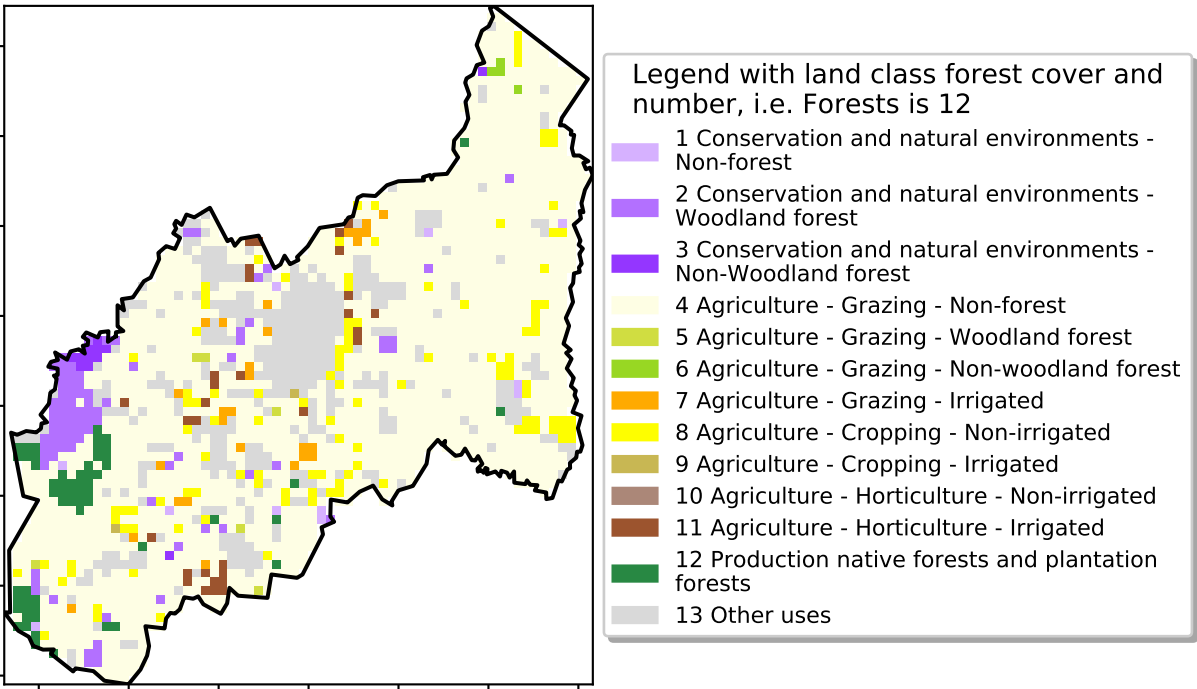 Legend with land class forest cover and
number, i.e. Forests is 12
1 Conservation and natural environments -
Non-forest
2 Conservation and natural environments -
Woodland forest
3 Conservation and natural environments -
Non-Woodland forest
4 Agriculture - Grazing - Non-forest
5 Agriculture - Grazing - Woodland forest
6 Agriculture - Grazing - Non-woodland forest
7 Agriculture - Grazing - Irrigated
8 Agriculture - Cropping - Non-irrigated
9 Agriculture - Cropping - Irrigated
10 Agriculture - Horticulture - Non-irrigated
11 Agriculture - Horticulture - Irrigated
12 Production native forests and plantation
forests
13 Other uses